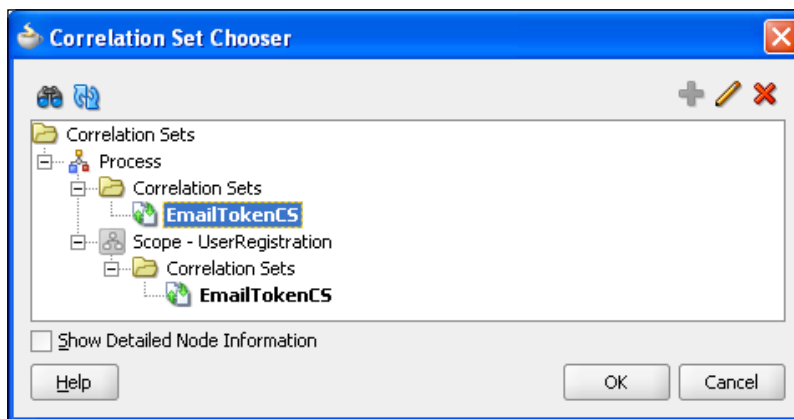 Correlation Set Chooser
Correlation Sets
Process
Correlation Sets
EmailTokenCS
Scope - UserRegistration
Correlation Sets
EmailTokenCS
Show Detailed Node Information
Help OK Cancel